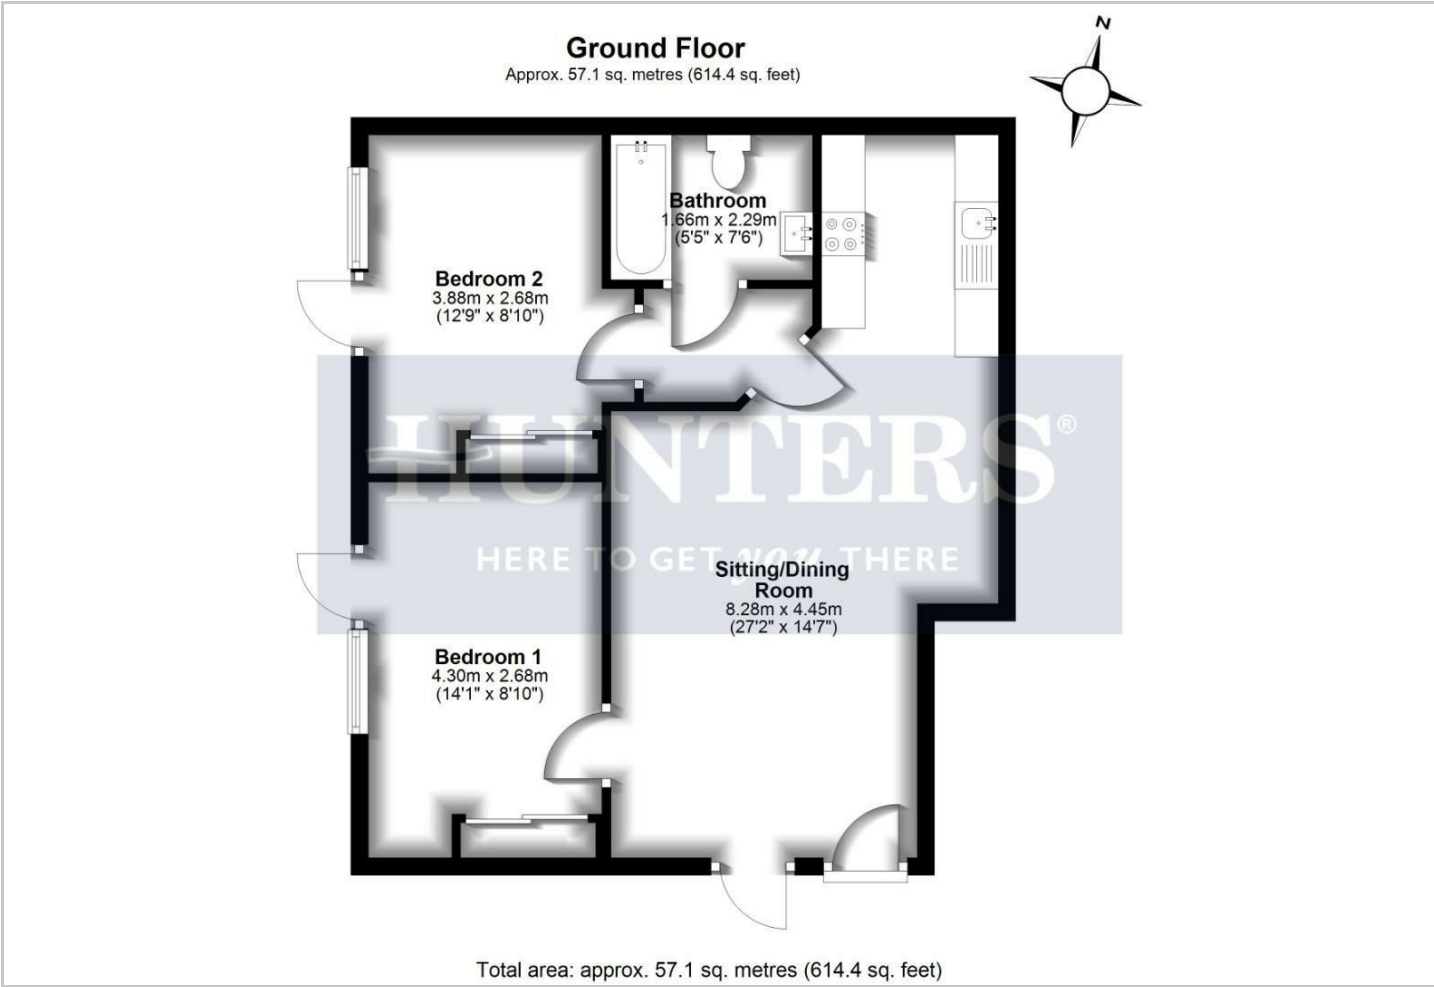 Ground Floor
Approx. 57.1 sq. metres (614.4 sq. feet)
N
Bathroom
1.66m x 2.29m
(5'5" x 7'6")
Bedroom 2
3.88m x 2.68m
(12'9" x 8'10")
HUNTERS®
HERE TO GET you THERE
Sitting/Dining
Room
8.28m x 4.45m
(27'2" x 14'7")
Bedroom 1
4.30m x 2.68m
(14'1" x 8'10")
Total area: approx. 57.1 sq. metres (614.4 sq. feet)